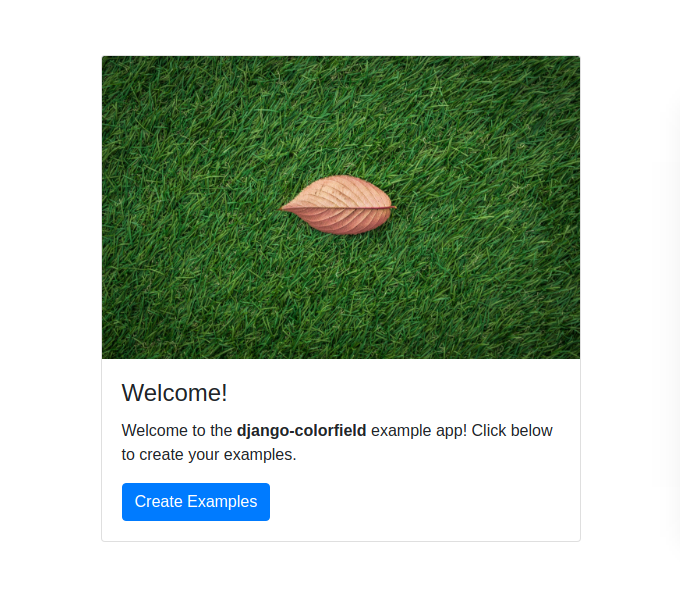 Welcome!
Welcome to the django-colorfield example app! Click below
to create your examples.
Create Examples